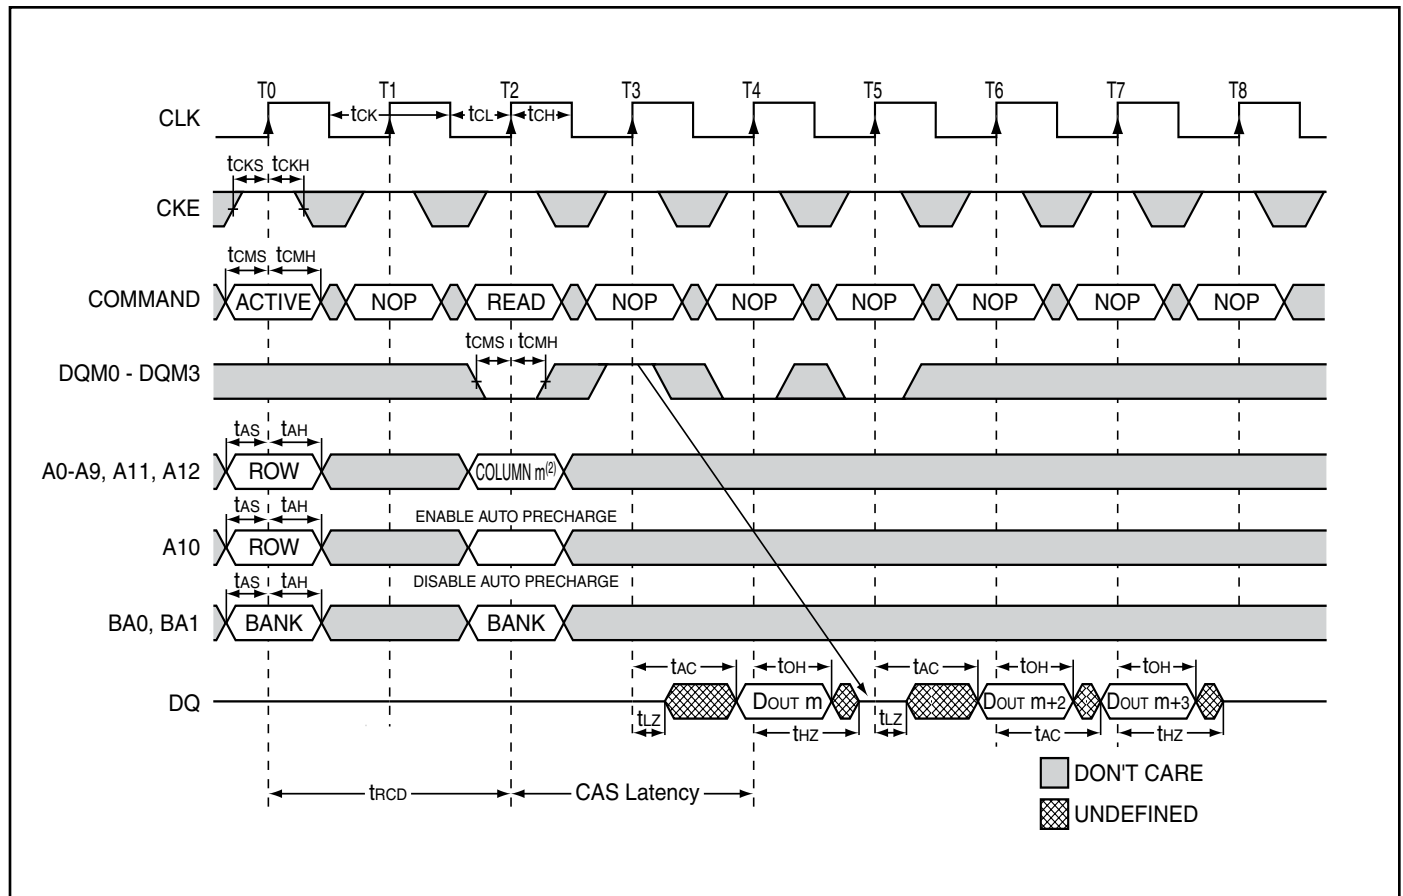 T0 T1 T2 T3 T4 T5 T6 T7 T8
CLK tCK tCL tCH
tCKS tCKH
CKE
tCMS tCMH
COMMAND ACTIVE NOP READ NOP NOP NOP NOP NOP NOP
tCMS tCMH
DQM0 - DQM3
tAS tAH
A0-A9, A11, A12 ROW COLUMN m(2)
tAS tAH ENABLE AUTO PRECHARGE
A10 ROW
tAS tAH DISABLE AUTO PRECHARGE
BA0, BA1 BANK BANK
tAC tOH tAC tOH tOH
DQ DOUT m DOUT m+2 DOUT m+3
tLZ tHZ tLZ tAC tHZ
DON'T CARE
tRCD CAS Latency
UNDEFINED